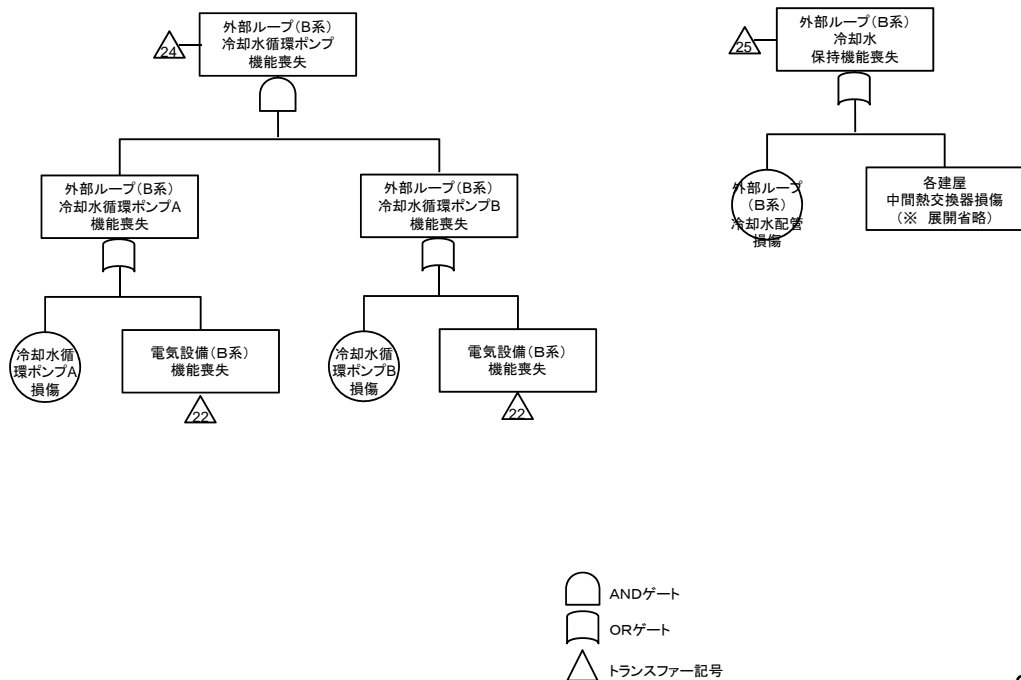 外部ループ(B系)
冷却水循環ポンプ
機能喪失
24
外部ループ(B系)
冷却水循環ポンプA
機能喪失
外部ループ(B系)
冷却水循環ポンプB
機能喪失
冷却水循
環ポンプA
損傷
電気設備(B系)
機能喪失
22
冷却水循
環ポンプB
損傷
電気設備(B系)
機能喪失
22
外部ループ(B系)
冷却水
保持機能喪失
25
外部ループ
(B系)
冷却水配管
損傷
各建屋
中間熱交換器損傷
(※ 展開省略)
ANDゲート
ORゲート
トランスファー記号